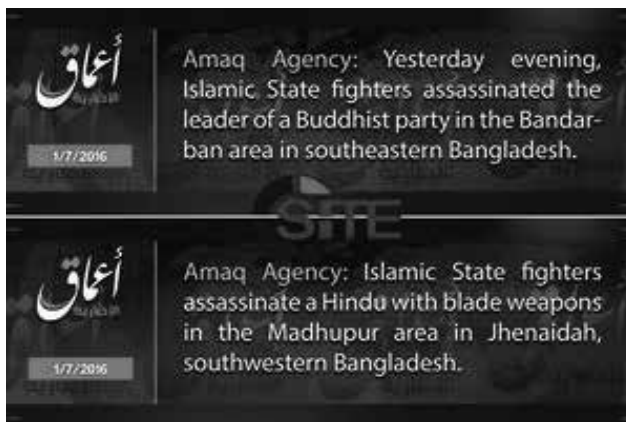 أعماق
Amaq Agency: Yesterday evening,
Islamic State fighters assassinated the
leader of a Buddhist party in the Bandar-
ban area in southeastern Bangladesh.
1/7/2016
SITE
أعماق
Amaq Agency: Islamic State fighters
assassinate a Hindu with blade weapons
in the Madhupur area in Jhenaidah,
southwestern Bangladesh.
1/7/2016